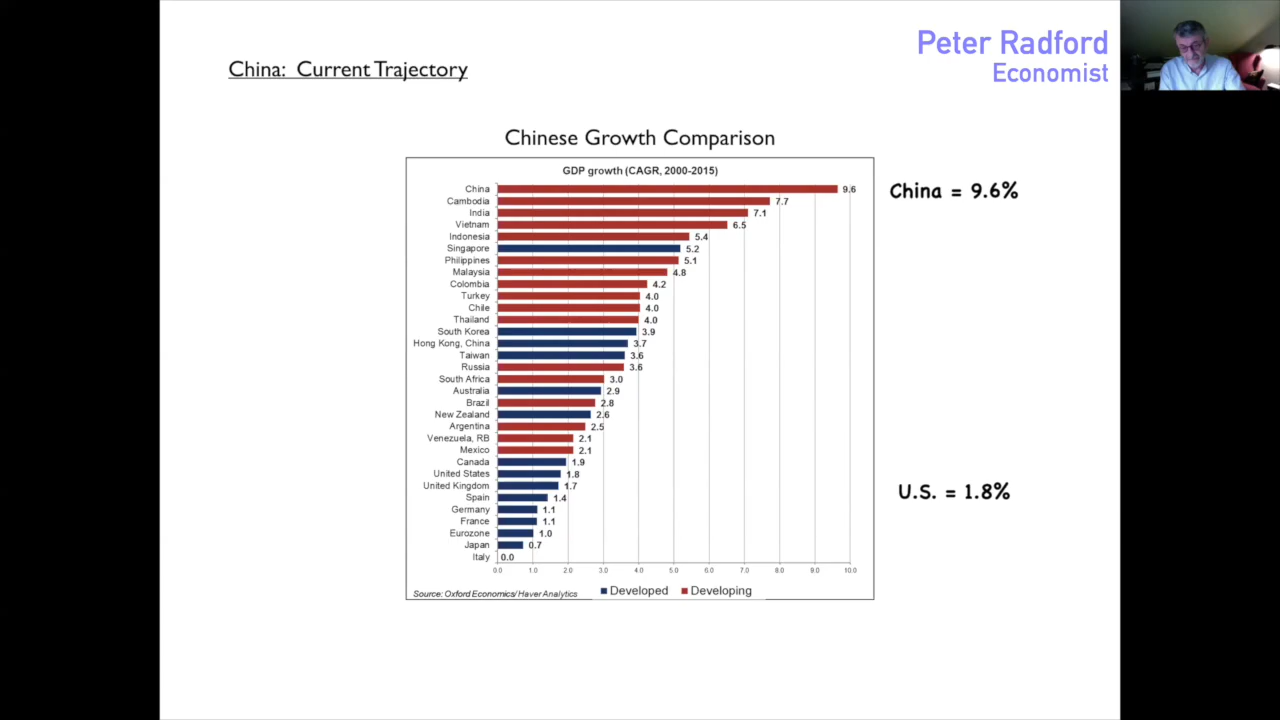 Peter Radford
Economist
China: Current Trajectory
Chinese Growth Comparison
GDP growth (CAGR, 2000-2015)
China 9.6
Cambodia 7.7
India 7.1
Vietnam 6.5
Indonesia 5.4
Singapore 5.2
Philippines 5.1
Malaysia 4.8
Colombia 4.2
Turkey 4.0
Chile 4.0
Thailand 4.0
South Korea 3.9
Hong Kong, China 3.7
Taiwan 3.6
Russia 3.6
South Africa 3.0
Australia 2.9
Brazil 2.8
New Zealand 2.6
Argentina 2.5
Venezuela, RB 2.1
Mexico 2.1
Canada 1.9
United States 1.8
United Kingdom 1.7
Spain 1.4
Germany 1.1
France 1.1
Eurozone 1.0
Japan 0.7
Italy 0.0
0.0 1.0 2.0 3.0 4.0 5.0 6.0 7.0 8.0 9.0 10.0
Source: Oxford Economics/ Haver Analytics
Developed Developing
China = 9.6%
U.S. = 1.8%